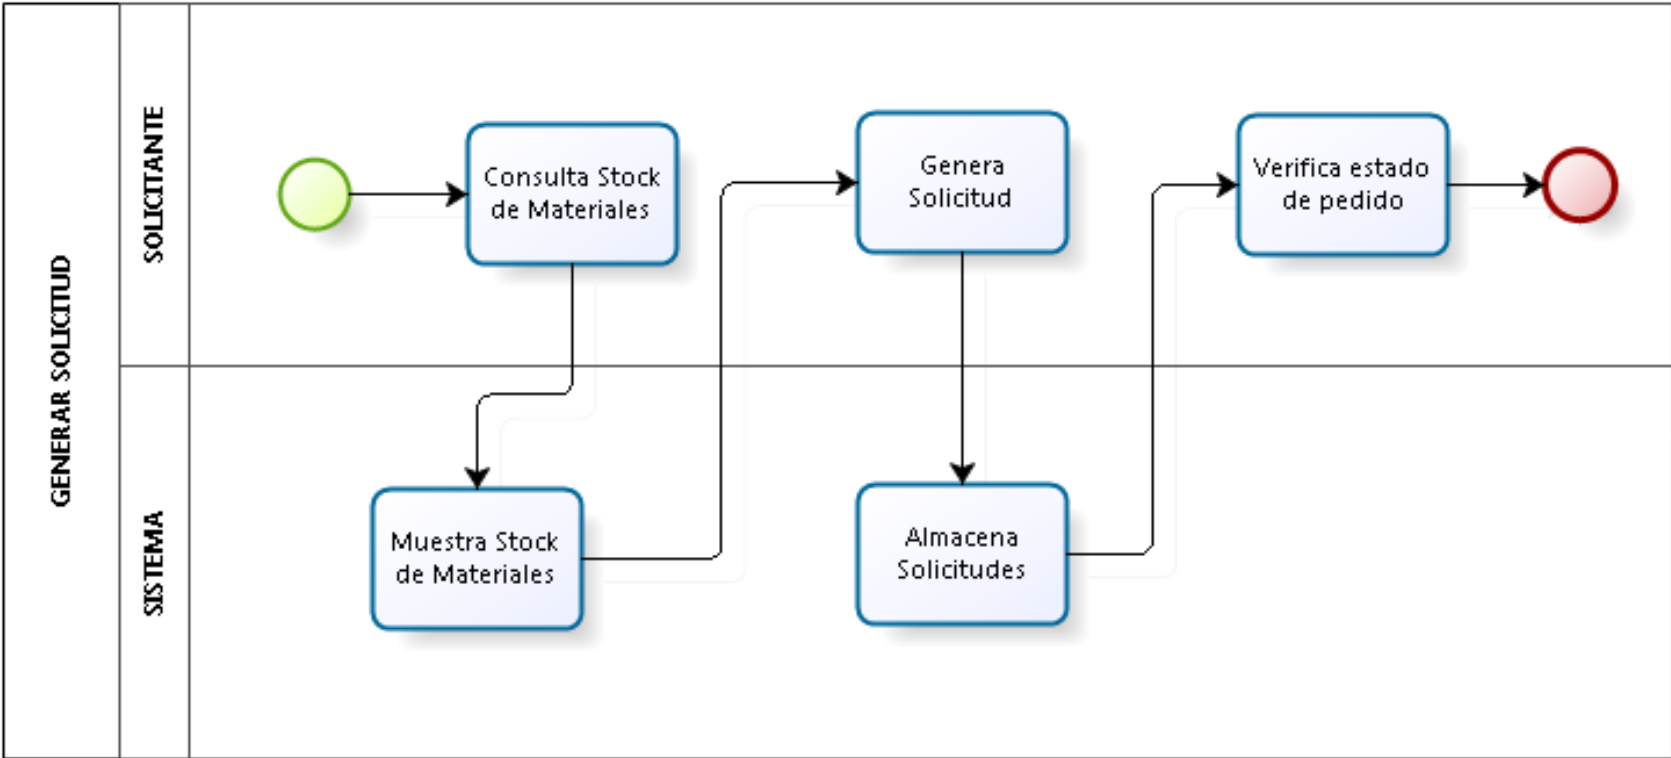 GENERAR SOLICITUD
SOLICITANTE
Consulta Stock
de Materiales
Genera
Solicitud
Verifica estado
de pedido
SISTEMA
Muestra Stock
de Materiales
Almacena
Solicitudes